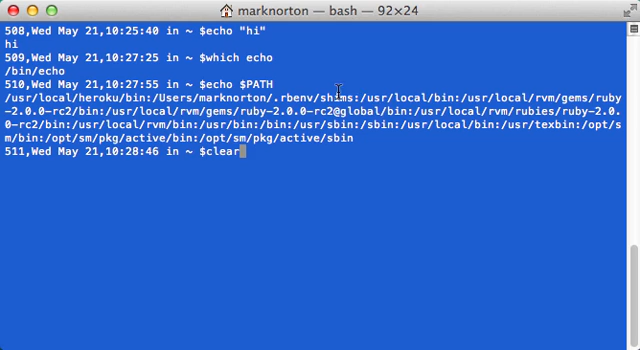 marknorton — bash — 92×24
508,Wed May 21,10:25:40 in ~ $echo "hi"
hi
509,Wed May 21,10:27:25 in ~ $which echo
/bin/echo
510,Wed May 21,10:27:55 in ~ $echo $PATH
/usr/local/heroku/bin:/Users/marknorton/.rbenv/shims:/usr/local/bin:/usr/local/rvm/gems/ruby
-2.0.0-rc2/bin:/usr/local/rvm/gems/ruby-2.0.0-rc2@global/bin:/usr/local/rvm/rubies/ruby-2.0.
0-rc2/bin:/usr/local/rvm/bin:/usr/bin:/bin:/usr/sbin:/sbin:/usr/local/bin:/usr/texbin:/opt/s
m/bin:/opt/sm/pkg/active/bin:/opt/sm/pkg/active/sbin
511,Wed May 21,10:28:46 in ~ $clear